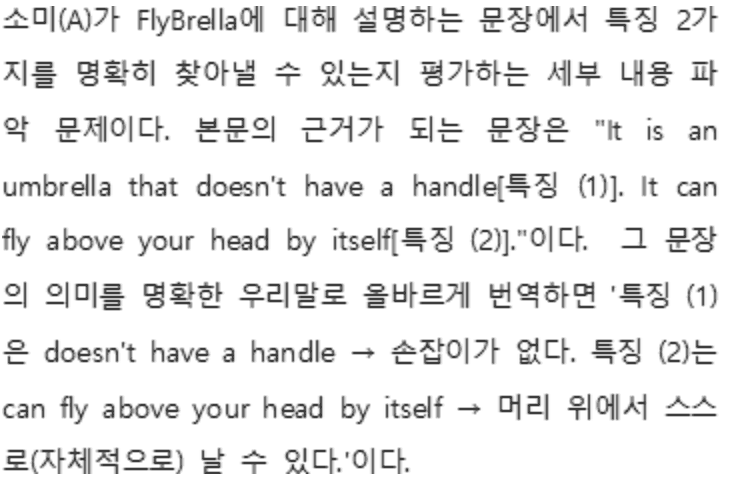 소미(A)가 FlyBrella에 대해 설명하는 문장에서 특징 2가
지를 명확히 찾아낼 수 있는지 평가하는 세부 내용 파
악 문제이다. 본문의 근거가 되는 문장은 "It is an
umbrella that doesn't have a handle[특징 (1)]. It can
fly above your head by itself[특징 (2)]."이다. 그 문장
의 의미를 명확한 우리말로 올바르게 번역하면 '특징 (1)
은 doesn't have a handle → 손잡이가 없다. 특징 (2)는
can fly above your head by itself → 머리 위에서 스스
로(자체적으로) 날 수 있다.'이다.